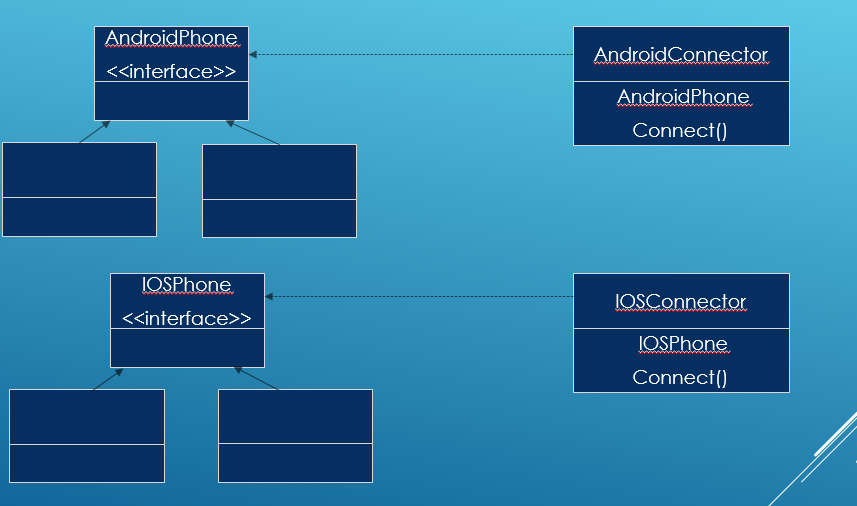 AndroidPhone
<<interface>>
AndroidConnector
AndroidPhone
Connect()
IOSPhone
<<interface>>
IOSConnector
IOSPhone
Connect()